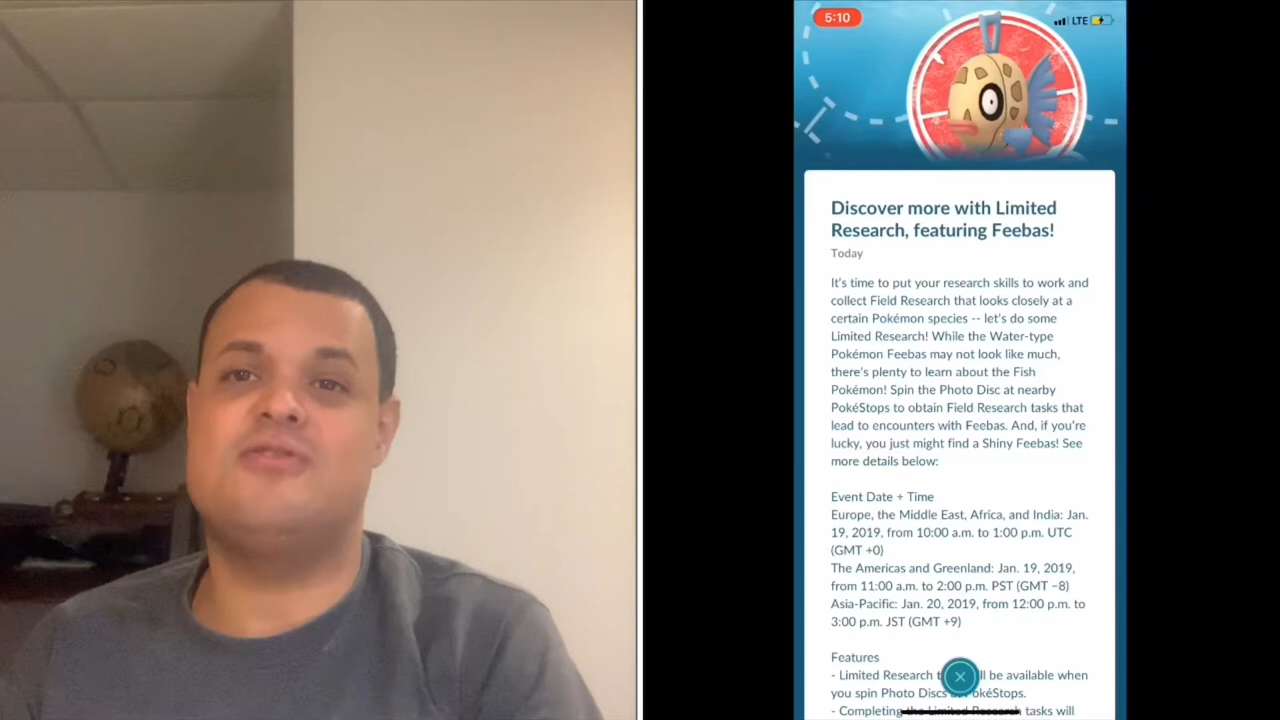 5:10
LTE
Discover more with Limited
Research, featuring Feebas!
Today
It's time to put your research skills to work and
collect Field Research that looks closely at a
certain Pokémon species -- let's do some
Limited Research! While the Water-type
Pokémon Feebas may not look like much,
there's plenty to learn about the Fish
Pokémon! Spin the Photo Disc at nearby
PokéStops to obtain Field Research tasks that
lead to encounters with Feebas. And, if you're
lucky, you just might find a Shiny Feebas! See
more details below:
Event Date + Time
Europe, the Middle East, Africa, and India: Jan.
19, 2019, from 10:00 a.m. to 1:00 p.m. UTC
(GMT +0)
The Americas and Greenland: Jan. 19, 2019,
from 11:00 a.m. to 2:00 p.m. PST (GMT −8)
Asia-Pacific: Jan. 20, 2019, from 12:00 p.m. to
3:00 p.m. JST (GMT +9)
Features
- Limited Research be available when
you spin Photo Discs PokéStops.
- Completing the Limited Research tasks will